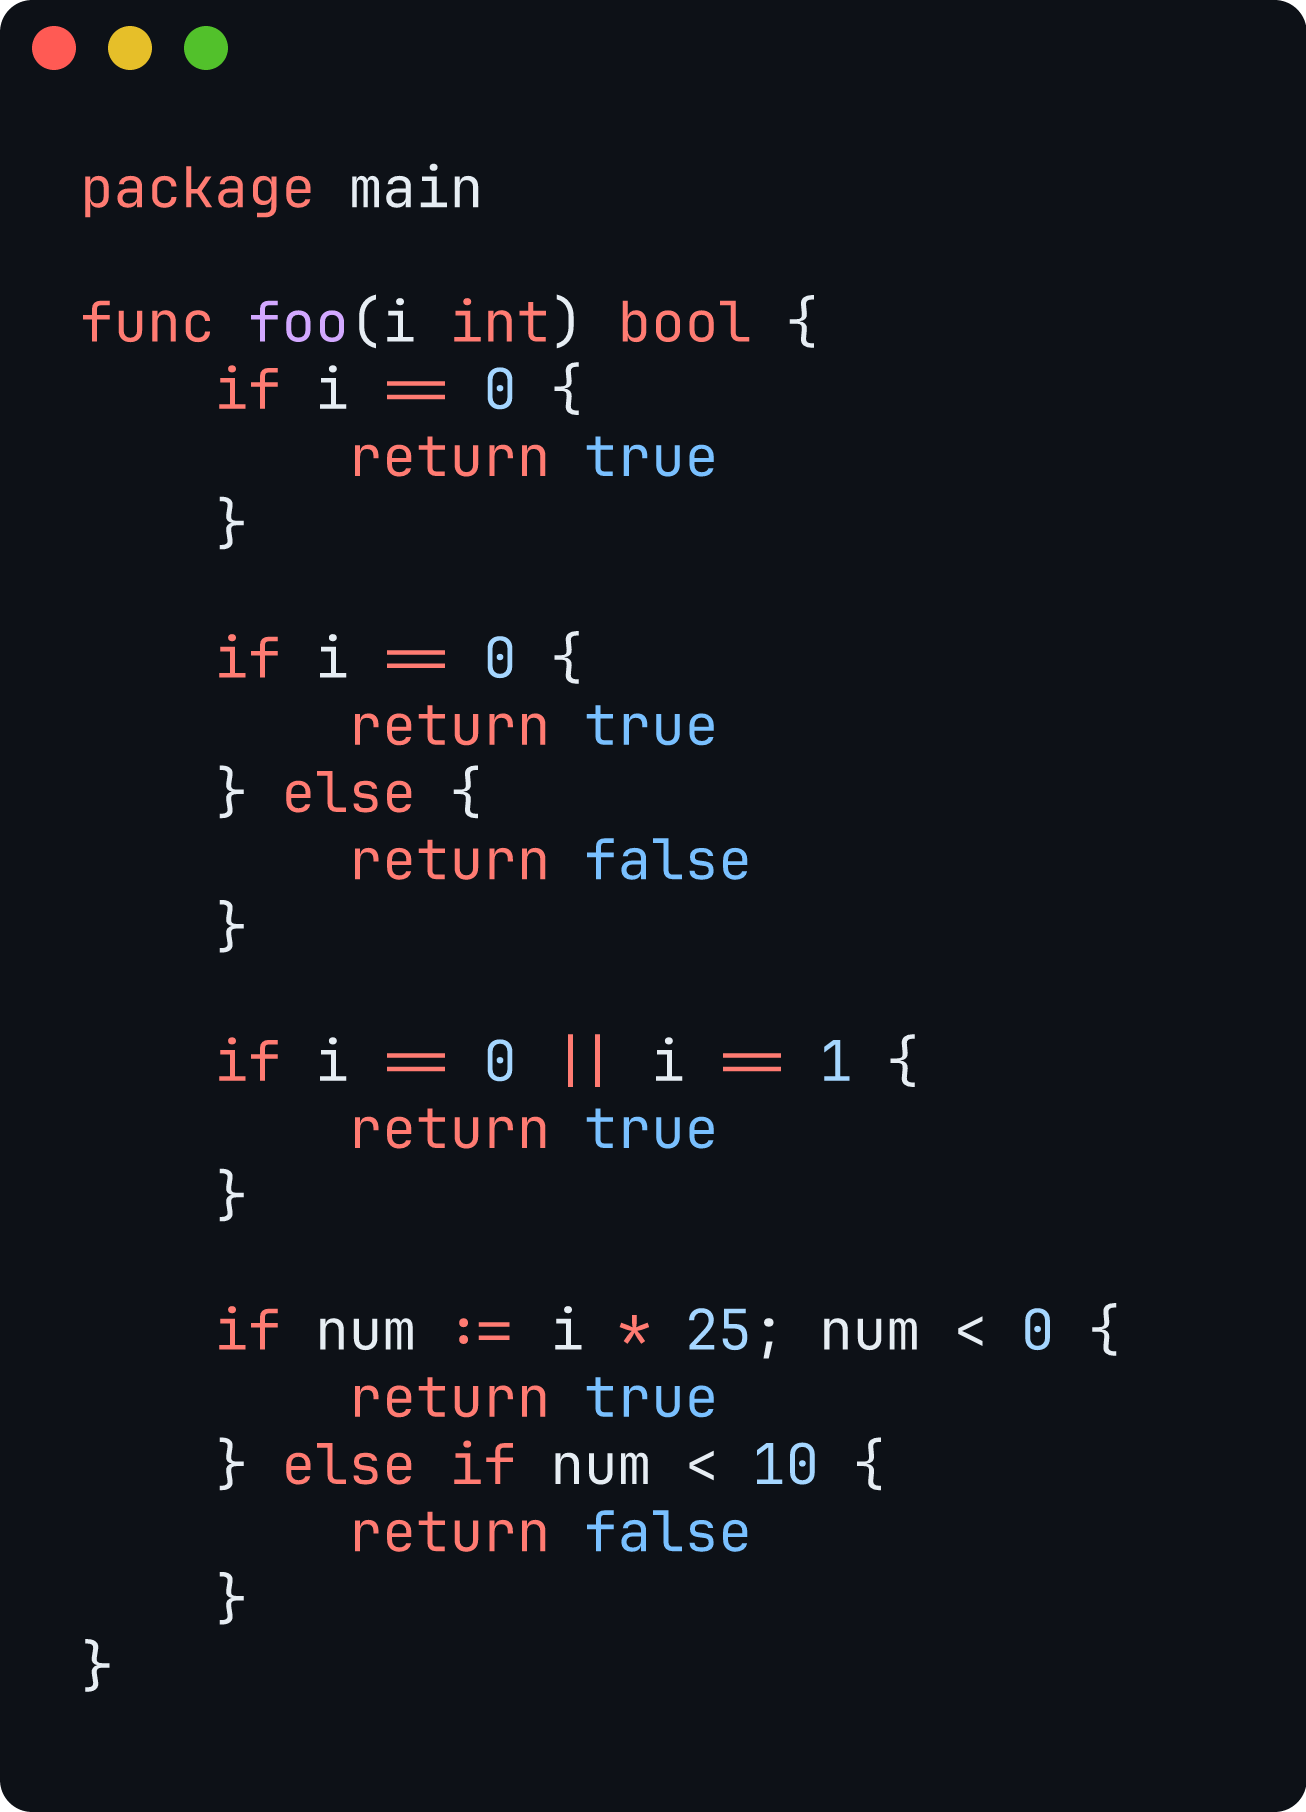 package main

func foo(i int) bool {
    if i == 0 {
        return true
    }

    if i == 0 {
        return true
    } else {
        return false
    }

    if i == 0 || i == 1 {
        return true
    }

    if num := i * 25; num < 0 {
        return true
    } else if num < 10 {
        return false
    }
}